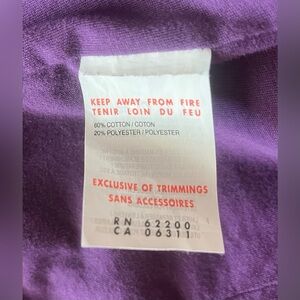 KEEP AWAY FROM FIRE
TENIR LOIN DU FEU
80% COTTON / COTON
20% POLYESTER / POLYESTER
EXCLUSIVE OF TRIMMINGS
SANS ACCESSOIRES
RN 62200
CA 06311